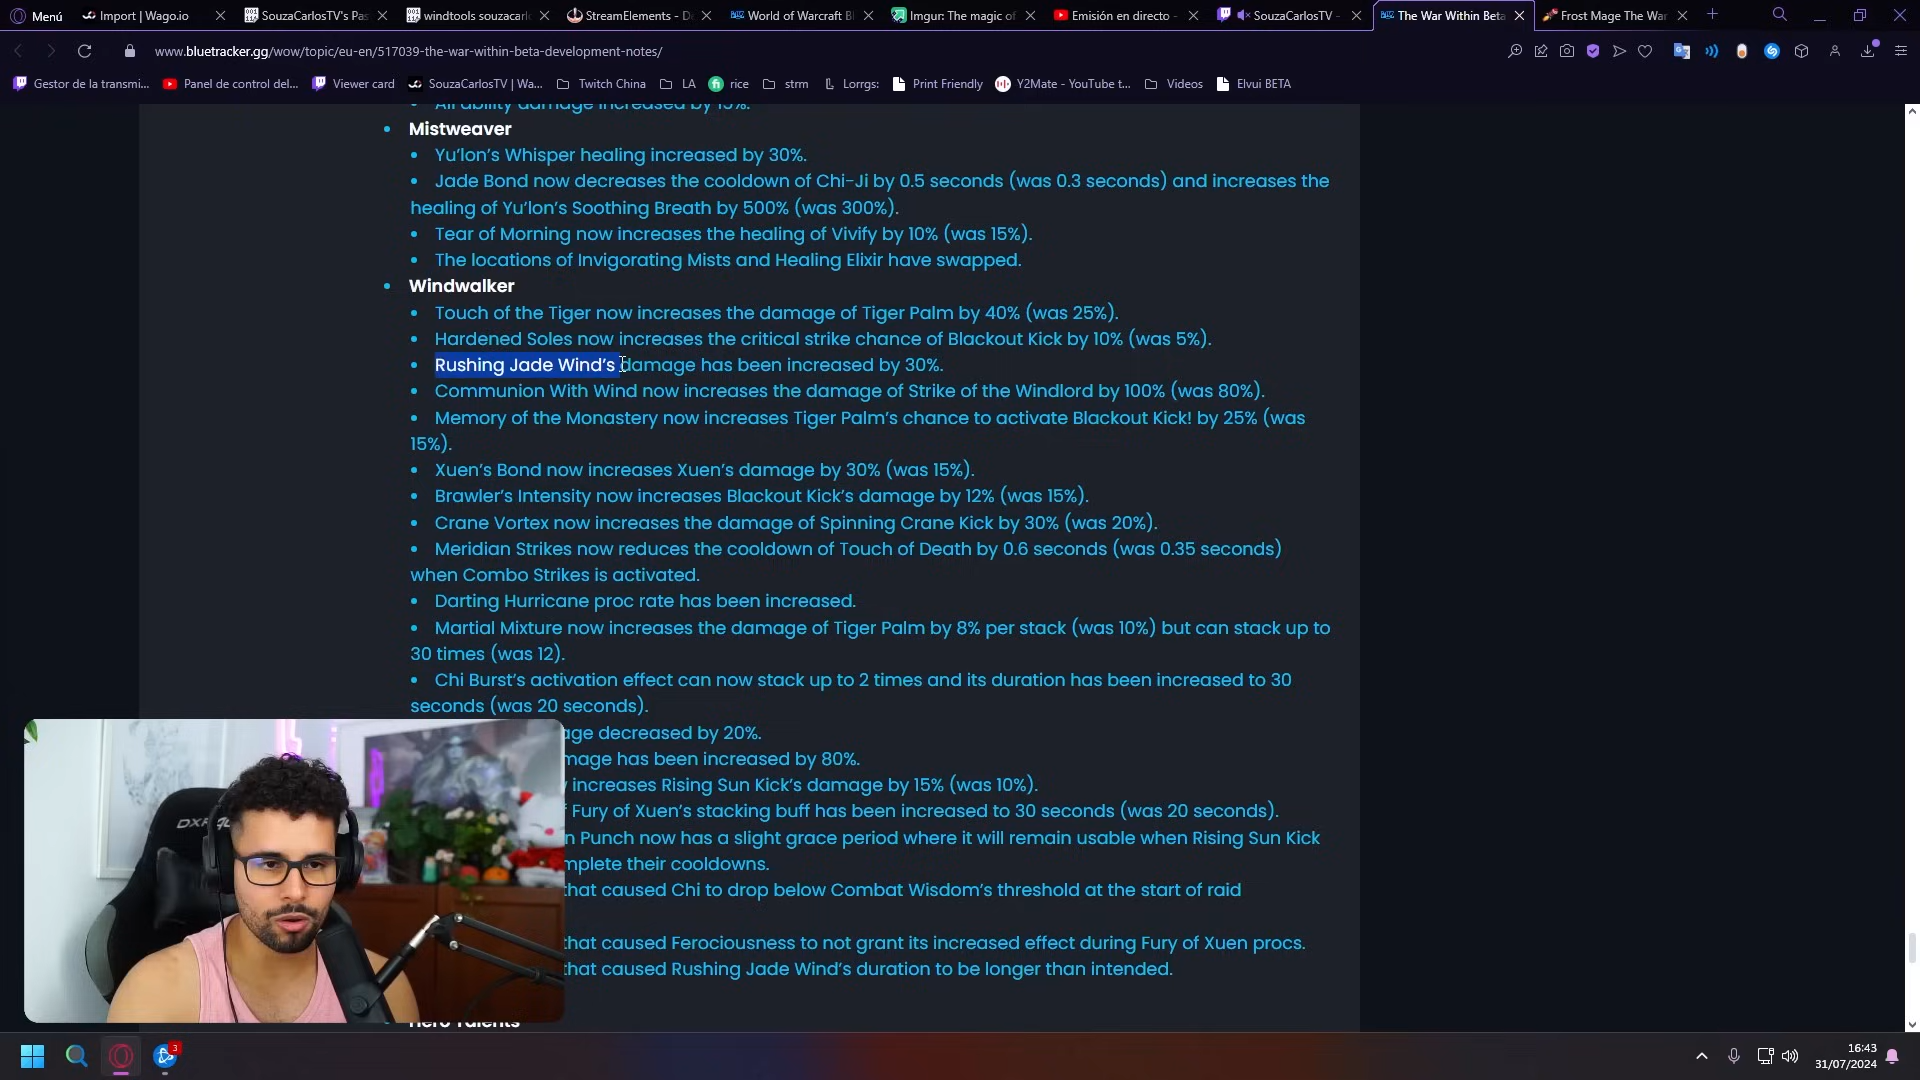 Menú
Import | Wago.io
SouzaCarlosTV's Pas
windtools souzacarl
StreamElements - D
World of Warcraft B
Imgur: The magic of
Emisión en directo -
SouzaCarlosTV -
The War Within Beta
Frost Mage The War
www.bluetracker.gg/wow/topic/eu-en/517039-the-war-within-beta-development-notes/
Gestor de la transmi...
Panel de control del...
Viewer card
SouzaCarlosTV | Wa...
Twitch China
LA
rice
strm
Lorrgs:
Print Friendly
Y2Mate - YouTube t...
Videos
Elvui BETA
All ability damage increased by 15%.
Mistweaver
Yu’lon’s Whisper healing increased by 30%.
Jade Bond now decreases the cooldown of Chi-Ji by 0.5 seconds (was 0.3 seconds) and increases the
healing of Yu’lon’s Soothing Breath by 500% (was 300%).
Tear of Morning now increases the healing of Vivify by 10% (was 15%).
The locations of Invigorating Mists and Healing Elixir have swapped.
Windwalker
Touch of the Tiger now increases the damage of Tiger Palm by 40% (was 25%).
Hardened Soles now increases the critical strike chance of Blackout Kick by 10% (was 5%).
Rushing Jade Wind’s damage has been increased by 30%.
Communion With Wind now increases the damage of Strike of the Windlord by 100% (was 80%).
Memory of the Monastery now increases Tiger Palm’s chance to activate Blackout Kick! by 25% (was
15%).
Xuen’s Bond now increases Xuen’s damage by 30% (was 15%).
Brawler’s Intensity now increases Blackout Kick’s damage by 12% (was 15%).
Crane Vortex now increases the damage of Spinning Crane Kick by 30% (was 20%).
Meridian Strikes now reduces the cooldown of Touch of Death by 0.6 seconds (was 0.35 seconds)
when Combo Strikes is activated.
Darting Hurricane proc rate has been increased.
Martial Mixture now increases the damage of Tiger Palm by 8% per stack (was 10%) but can stack up to
30 times (was 12).
Chi Burst’s activation effect can now stack up to 2 times and its duration has been increased to 30
seconds (was 20 seconds).
age decreased by 20%.
mage has been increased by 80%.
increases Rising Sun Kick’s damage by 15% (was 10%).
Fury of Xuen’s stacking buff has been increased to 30 seconds (was 20 seconds).
n Punch now has a slight grace period where it will remain usable when Rising Sun Kick
mplete their cooldowns.
that caused Chi to drop below Combat Wisdom’s threshold at the start of raid
that caused Ferociousness to not grant its increased effect during Fury of Xuen procs.
that caused Rushing Jade Wind’s duration to be longer than intended.
Hero Talents
3
16:43
31/07/2024